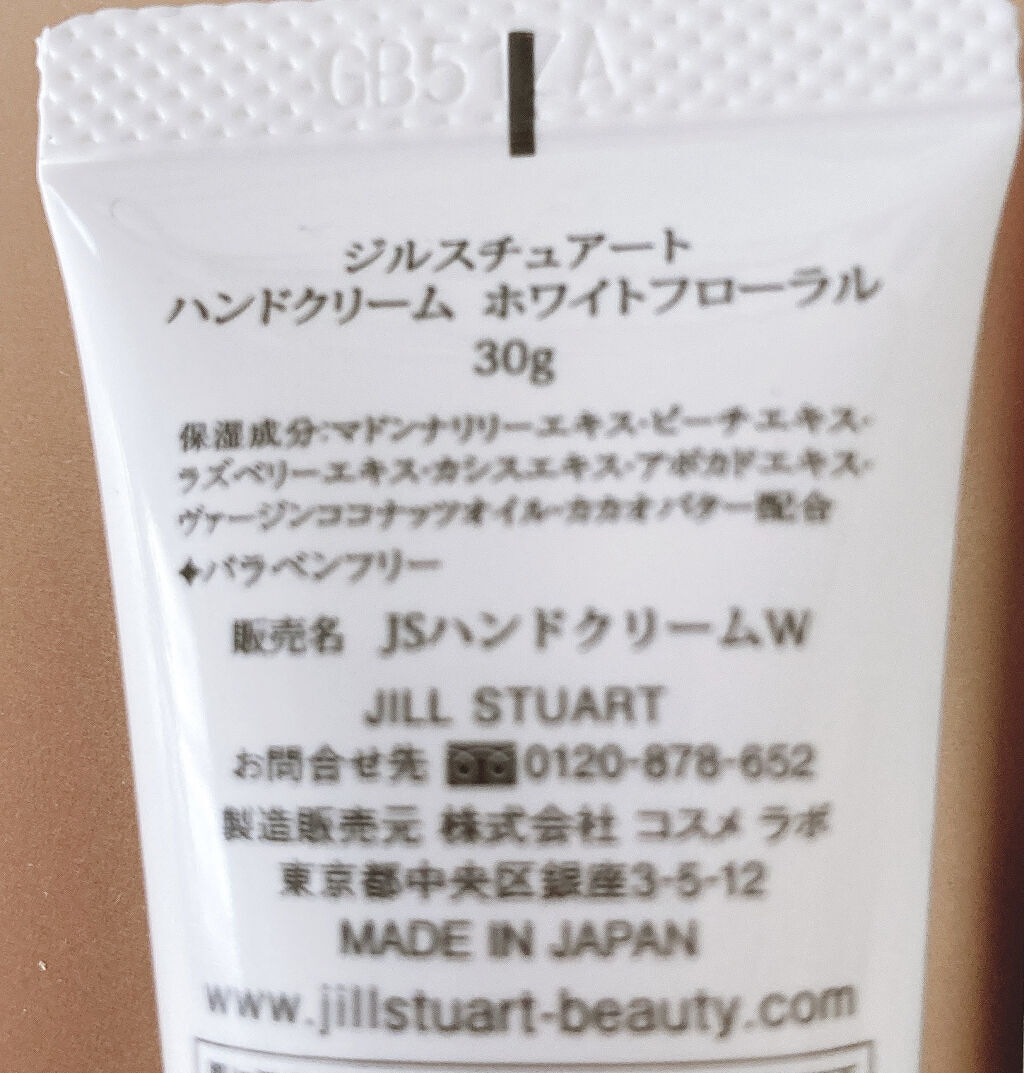 ジルスチュアート
ハンドクリーム ホワイトフローラル
30g
保湿成分:マドンナリリーエキス・ピーチエキス・
ラズベリーエキス・カシスエキス・アボカドエキス・
ヴァージンココナッツオイル・カカオバター配合
◆パラベンフリー
販売名 JSハンドクリームW
JILL STUART
お問合せ先 0120-878-652
製造販売元 株式会社 コスメ ラボ
東京都中央区銀座3-5-12
MADE IN JAPAN
www.jillstuart-beauty.com